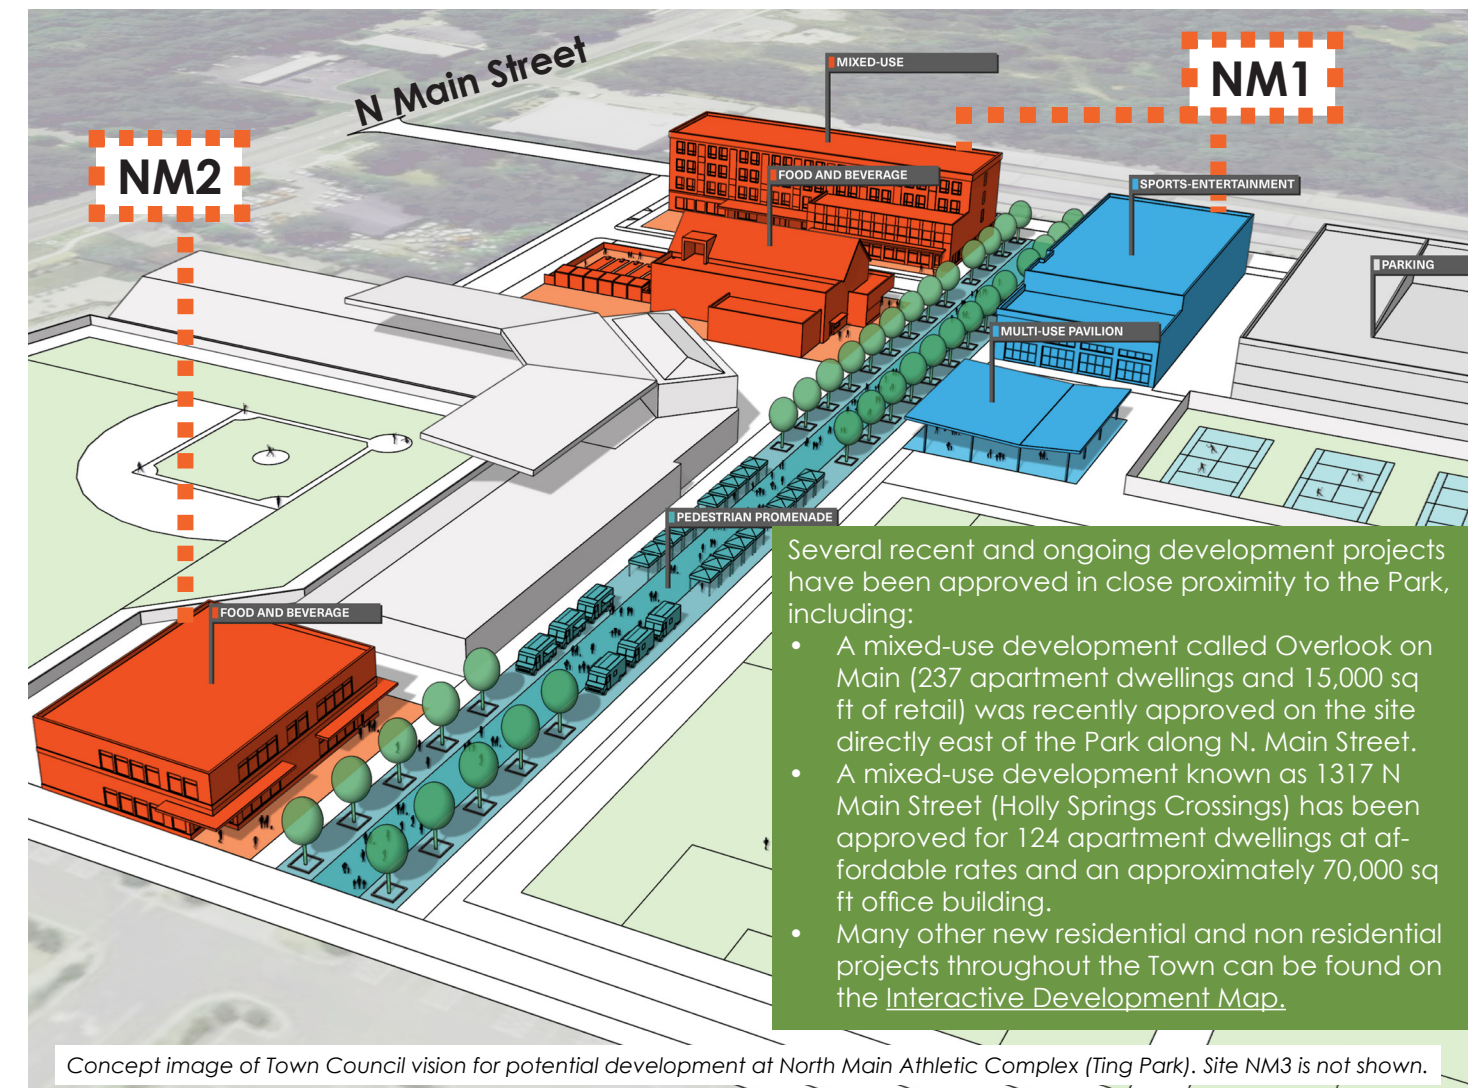 N Main Street
MIXED-USE
NM1
NM2
FOOD AND BEVERAGE
SPORTS-ENTERTAINMENT
PARKING
MULTI-USE PAVILION
PEDESTRIAN PROMENADE
FOOD AND BEVERAGE
Several recent and ongoing development projects
have been approved in close proximity to the Park,
including:
• A mixed-use development called Overlook on
Main (237 apartment dwellings and 15,000 sq
ft of retail) was recently approved on the site
directly east of the Park along N. Main Street.
• A mixed-use development known as 1317 N
Main Street (Holly Springs Crossings) has been
approved for 124 apartment dwellings at af-
fordable rates and an approximately 70,000 sq
ft office building.
• Many other new residential and non residential
projects throughout the Town can be found on
the Interactive Development Map.
Concept image of Town Council vision for potential development at North Main Athletic Complex (Ting Park). Site NM3 is not shown.